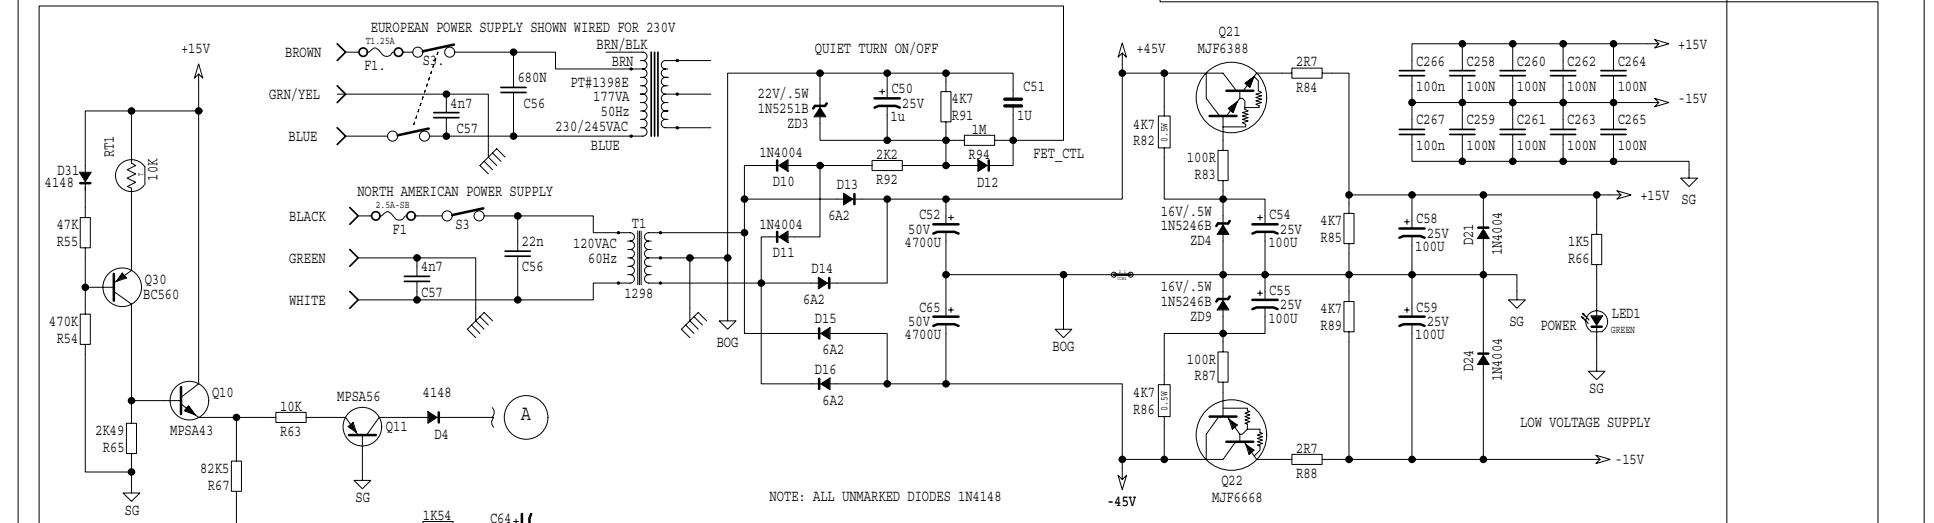 EUROPEAN POWER SUPPLY SHOWN WIRED FOR 230V
BROWN
T1.25A
F1.
S3.
BRN/BLK
BRN
680N
C56
PT#1398E
177VA
50Hz
230/245VAC
BLUE
GRN/YEL
4n7
C57
BLUE
+15V
RT1
10K
D31
4148
47K
R55
Q30
BC560
470K
R54
Q10
MPSA43
2K49
R65
SG
82K5
R67
10K
R63
MPSA56
Q11
SG
4148
D4
A
1K54
C64
+
NORTH AMERICAN POWER SUPPLY
BLACK
2.5A-SB
F1
S3
22n
C56
120VAC
60Hz
T1
1298
GREEN
4n7
C57
WHITE
QUIET TURN ON/OFF
22V/.5W
1N5251B
ZD3
+
C50
25V
1u
4K7
R91
C51
1U
1M
R94
FET_CTL
1N4004
D10
2K2
R92
D12
D13
6A2
1N4004
D11
D14
6A2
D15
6A2
D16
6A2
BOG
C52
+
50V
4700U
C65
+
50V
4700U
BOG
+45V
-45V
Q21
MJF6388
2R7
R84
4K7
R82
0.5W
100R
R83
16V/.5W
1N5246B
ZD4
+
C54
25V
100U
16V/.5W
1N5246B
ZD9
+
C55
25V
100U
100R
R87
4K7
R86
0.5W
Q22
MJF6668
2R7
R88
4K7
R85
4K7
R89
+
C58
25V
100U
+
C59
25V
100U
D21
1N4004
D24
1N4004
SG
1K5
R66
POWER
LED1
GREEN
SG
+15V
-15V
C266
100n
C258
100N
C260
100N
C262
100N
C264
100N
+15V
-15V
C267
100n
C259
100N
C261
100N
C263
100N
C265
100N
SG
LOW VOLTAGE SUPPLY
NOTE: ALL UNMARKED DIODES 1N4148